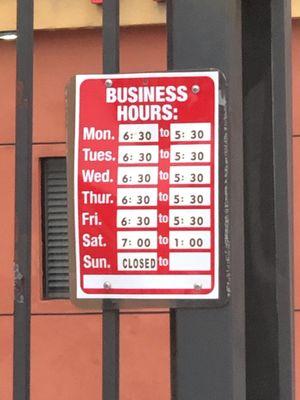 BUSINESS
HOURS:
Mon. 6:30 to 5:30
Tues. 6:30 to 5:30
Wed. 6:30 to 5:30
Thur. 6:30 to 5:30
Fri. 6:30 to 5:30
Sat. 7:00 to 1:00
Sun. CLOSED to